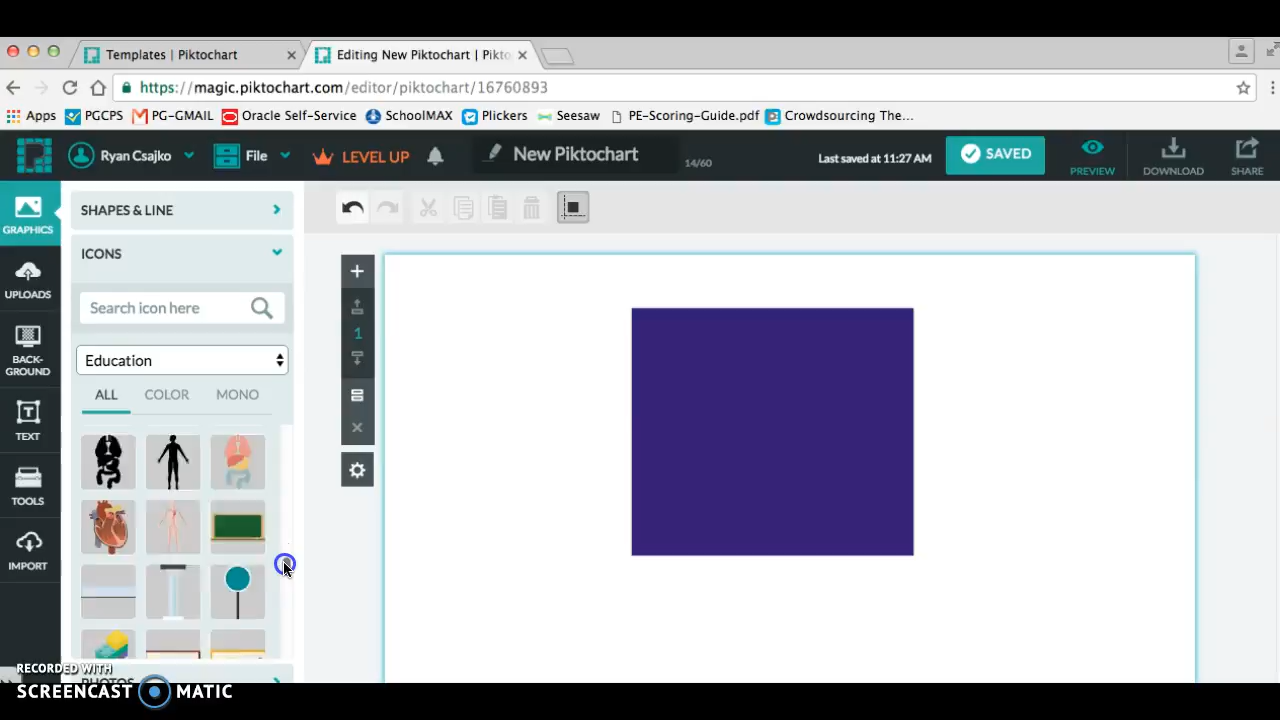 Templates | Piktochart
Editing New Piktochart | Pikto
https://magic.piktochart.com/editor/piktochart/16760893
Apps PGCPS PG-GMAIL Oracle Self-Service SchoolMAX Plickers Seesaw PE-Scoring-Guide.pdf Crowdsourcing The...
Ryan Csajko File LEVEL UP New Piktochart 14/60 Last saved at 11:27 AM SAVED PREVIEW DOWNLOAD SHARE
GRAPHICS
UPLOADS
BACK-
GROUND
TEXT
TOOLS
IMPORT
SHAPES & LINE
ICONS
Search icon here
Education
ALL COLOR MONO
PHOTOS
1
RECORDED WITH
SCREENCAST MATIC